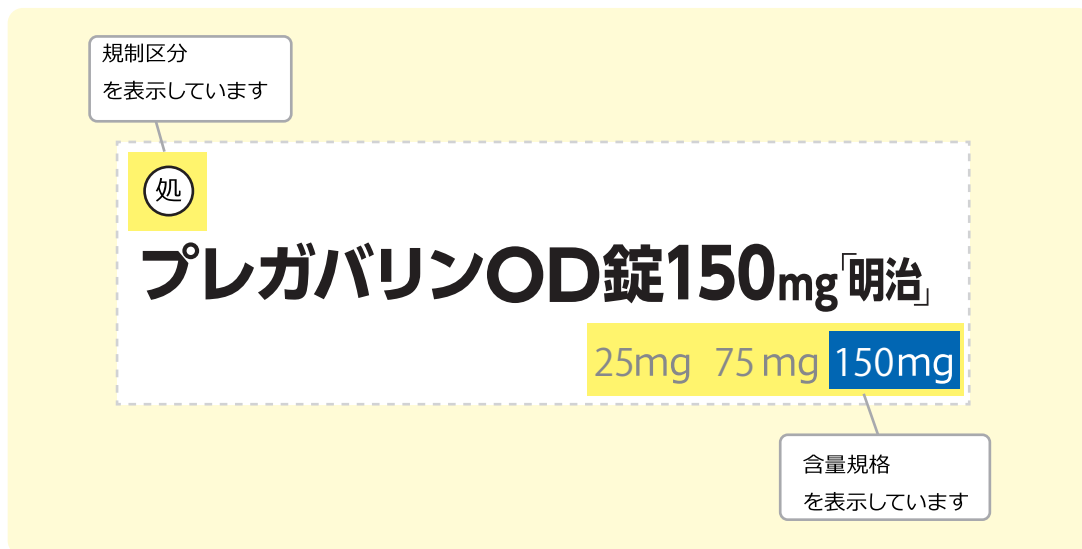 規制区分
を表示しています
処
プレガバリンOD錠150mg「明治」
25mg 75mg 150mg
含量規格
を表示しています